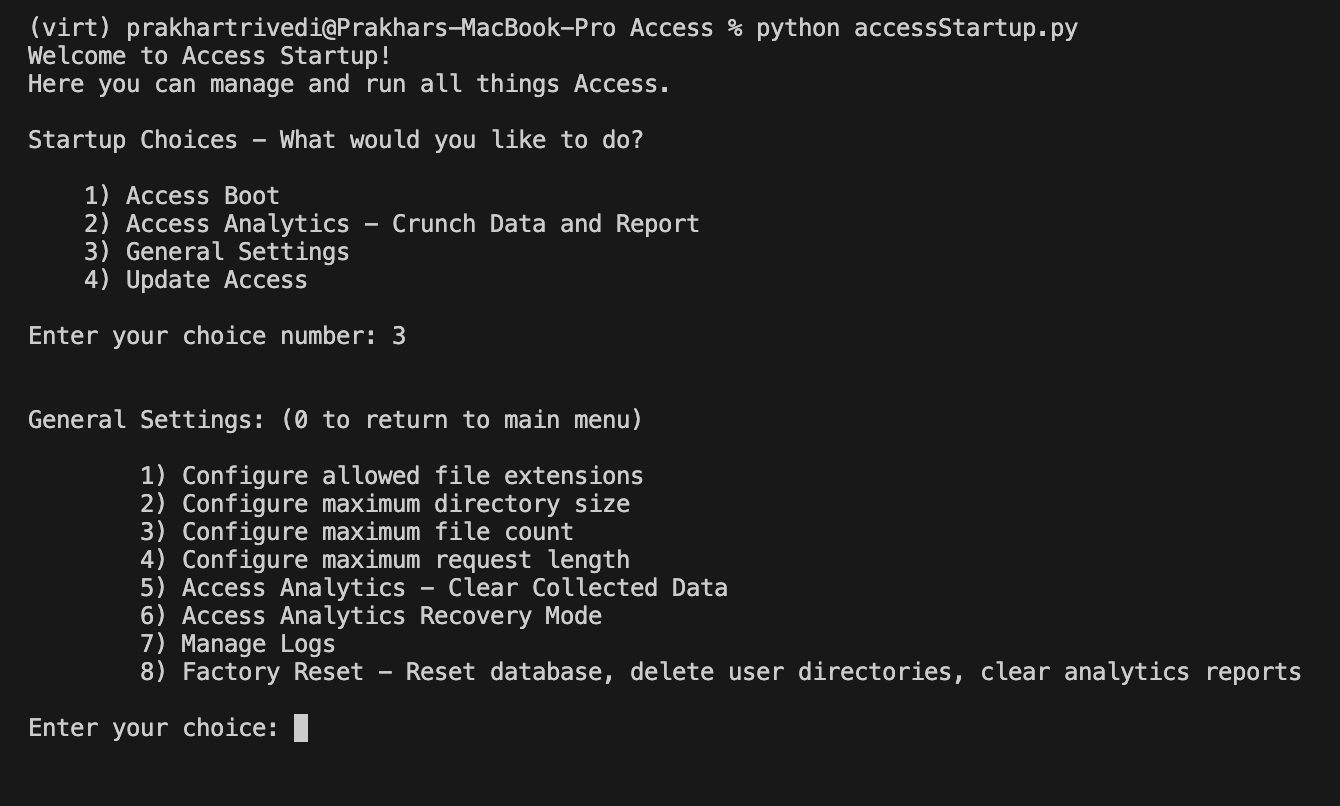 (virt) prakhartrivedi@Prakhars-MacBook-Pro Access % python accessStartup.py
Welcome to Access Startup!
Here you can manage and run all things Access.
Startup Choices - What would you like to do?
1) Access Boot
2) Access Analytics - Crunch Data and Report
3) General Settings
4) Update Access
Enter your choice number: 3
General Settings: (0 to return to main menu)
1) Configure allowed file extensions
2) Configure maximum directory size
3) Configure maximum file count
4) Configure maximum request length
5) Access Analytics - Clear Collected Data
6) Access Analytics Recovery Mode
7) Manage Logs
8) Factory Reset - Reset database, delete user directories, clear analytics reports
Enter your choice: